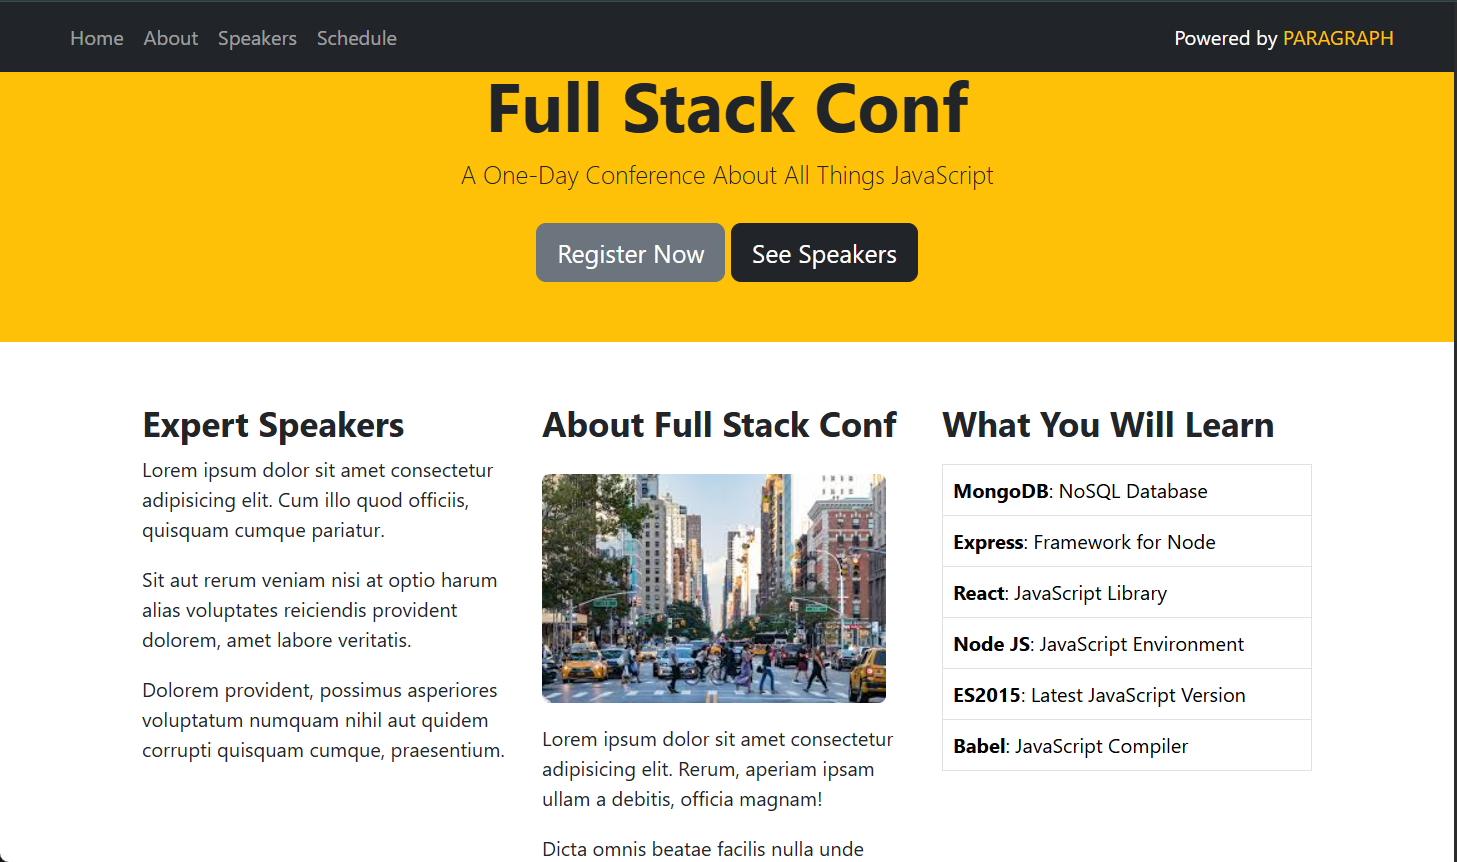 Home About Speakers Schedule
Powered by PARAGRAPH
Full Stack Conf
A One-Day Conference About All Things JavaScript
Register Now
See Speakers
Expert Speakers
Lorem ipsum dolor sit amet consectetur
adipisicing elit. Cum illo quod officiis,
quisquam cumque pariatur.
Sit aut rerum veniam nisi at optio harum
alias voluptates reiciendis provident
dolorem, amet labore veritatis.
Dolorem provident, possimus asperiores
voluptatum numquam nihil aut quidem
corrupti quisquam cumque, praesentium.
About Full Stack Conf
Lorem ipsum dolor sit amet consectetur
adipisicing elit. Rerum, aperiam ipsam
ullam a debitis, officia magnam!
Dicta omnis beatae facilis nulla unde
What You Will Learn
MongoDB: NoSQL Database
Express: Framework for Node
React: JavaScript Library
Node JS: JavaScript Environment
ES2015: Latest JavaScript Version
Babel: JavaScript Compiler